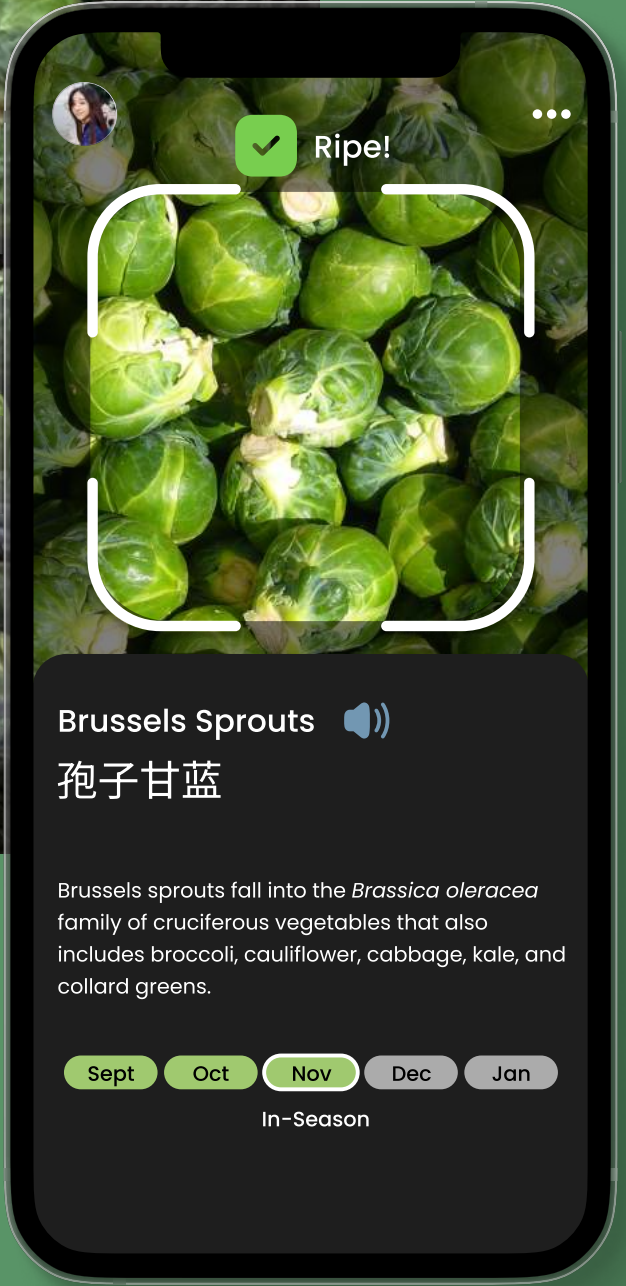 Ripe!
Brussels Sprouts
孢子甘蓝
Brussels sprouts fall into the Brassica oleracea
family of cruciferous vegetables that also
includes broccoli, cauliflower, cabbage, kale, and
collard greens.
Sept Oct Nov Dec Jan
In-Season